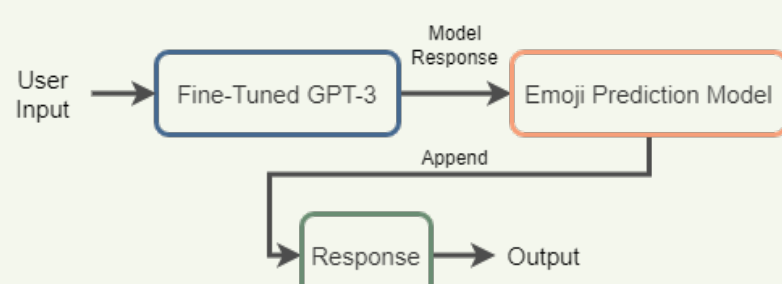 User
Input
Fine-Tuned GPT-3
Model
Response
Emoji Prediction Model
Append
Response
Output